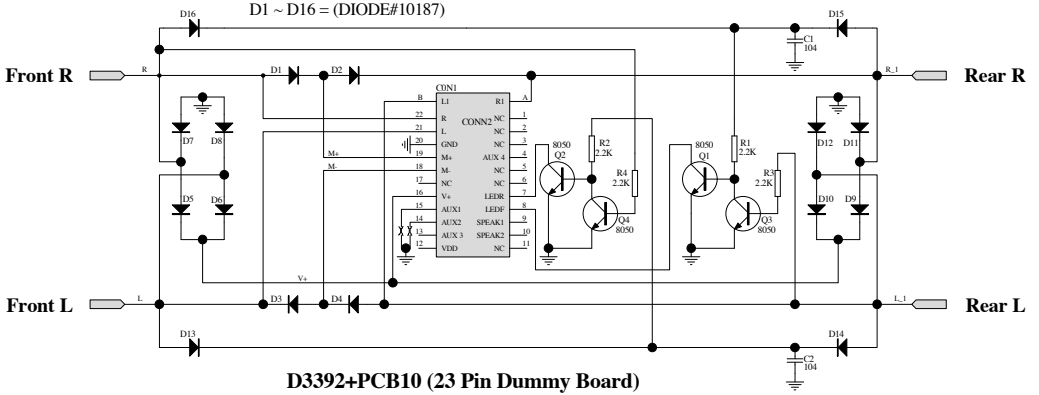 D1 ~ D16 = (DIODE#10187)
D16
D15
C1
104
Front R
R
D1
D2
R_1
Rear R
CON1
CONN2
B L1
R1 A
22 R
NC 1
21 L
NC 2
20 GND
NC 3
19 M+
AUX 4 4
18 M-
NC 5
17 NC
NC 6
16 V+
LEDR 7
15 AUX1
LEDF 8
14 AUX2
SPEAK1 9
13 AUX 3
SPEAK2 10
12 VDD
NC 11
M+
M-
D7
D8
D5
D6
8050
Q2
R2
2.2K
R4
2.2K
Q4
8050
8050
Q1
R1
2.2K
R3
2.2K
Q3
8050
D12
D11
D10
D9
V+
Front L
L
D3
D4
L_1
Rear L
D13
D14
C2
104
D3392+PCB10 (23 Pin Dummy Board)